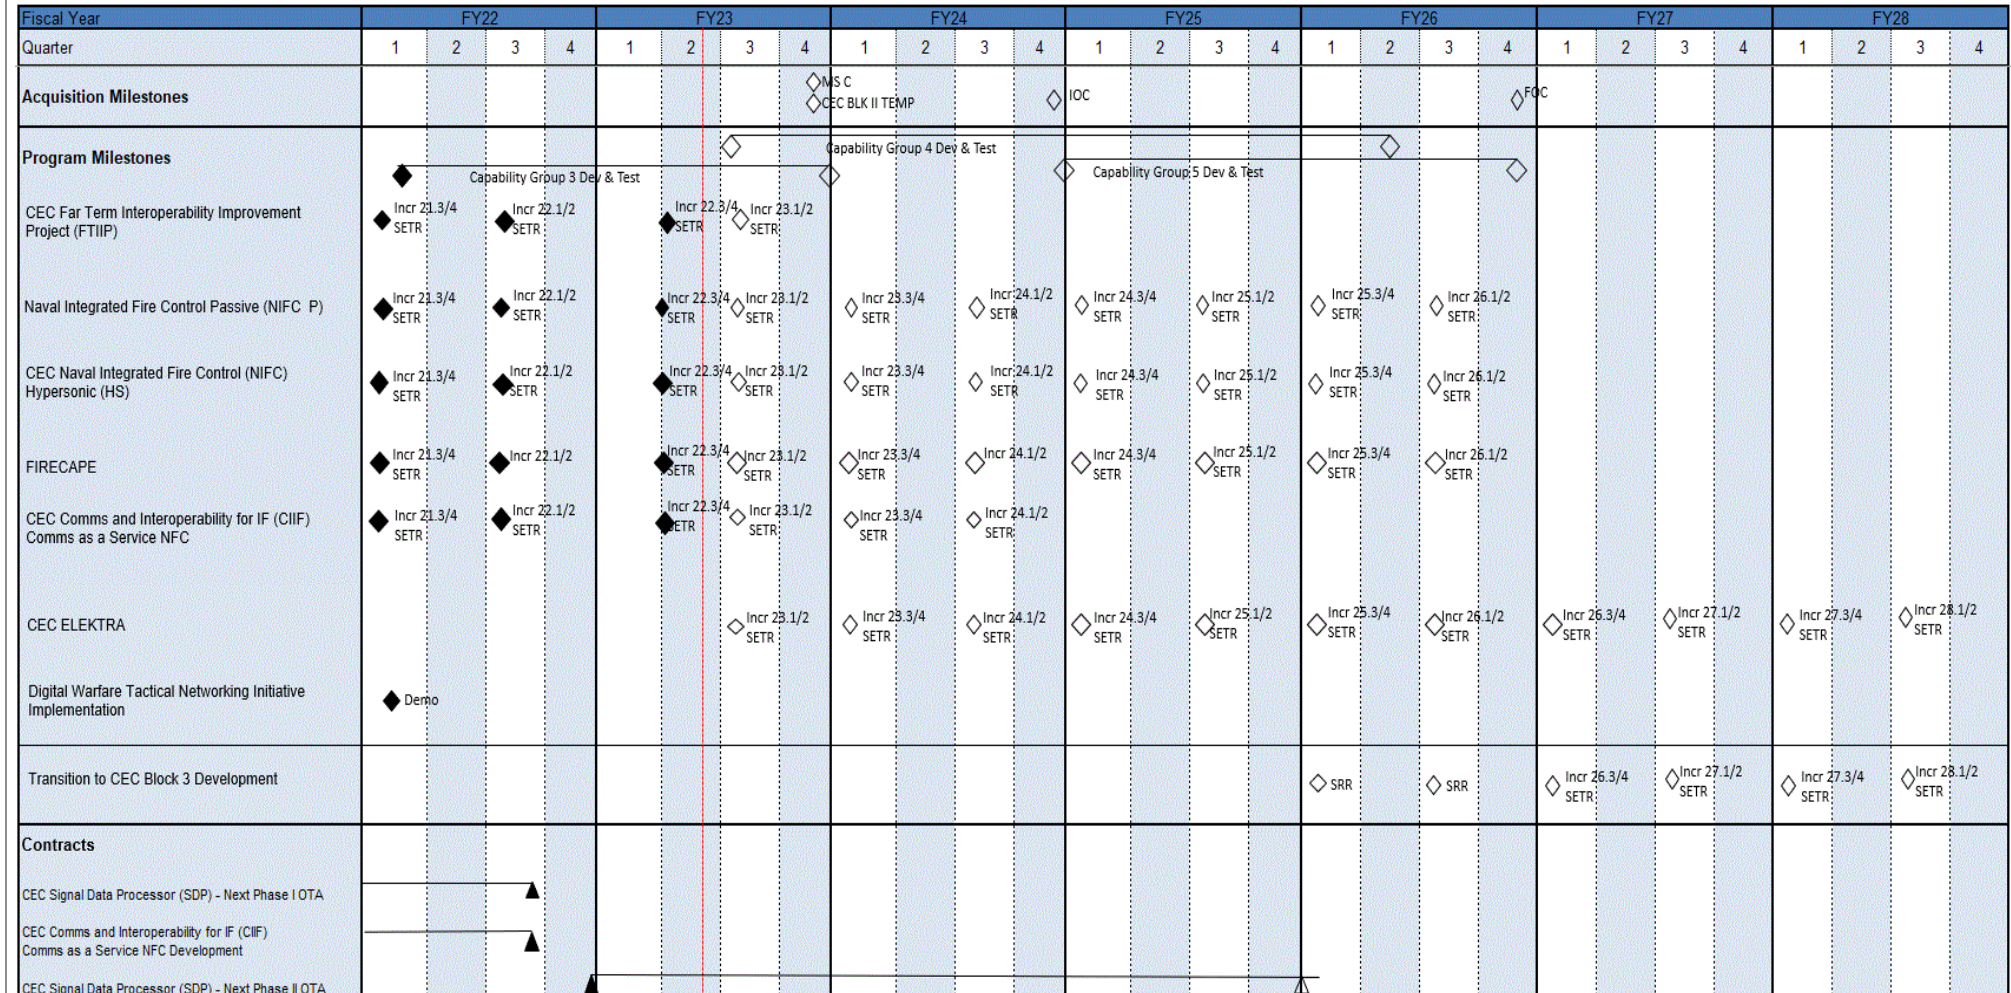 Fiscal Year FY22 FY23 FY24 FY25 FY26 FY27 FY28
Quarter 1 2 3 4 1 2 3 4 1 2 3 4 1 2 3 4 1 2 3 4 1 2 3 4 1 2 3 4
Acquisition Milestones
MS C
CEC BLK II TEMP
IOC
FOC
Program Milestones
Capability Group 4 Dev & Test
Capability Group 3 Dev & Test
Capability Group 5 Dev & Test
CEC Far Term Interoperability Improvement
Project (FTIIP)
Incr 21.3/4 Incr 22.1/2 Incr 22.3/4 Incr 23.1/2
SETR SETR SETR SETR
Naval Integrated Fire Control Passive (NIFC P)
Incr 21.3/4 Incr 22.1/2 Incr 22.3/4 Incr 23.1/2 Incr 23.3/4 Incr 24.1/2 Incr 24.3/4 Incr 25.1/2 Incr 25.3/4 Incr 26.1/2
SETR SETR SETR SETR SETR SETR SETR SETR SETR SETR
CEC Naval Integrated Fire Control (NIFC)
Hypersonic (HS)
Incr 21.3/4 Incr 22.1/2 Incr 22.3/4 Incr 23.1/2 Incr 23.3/4 Incr 24.1/2 Incr 24.3/4 Incr 25.1/2 Incr 25.3/4 Incr 26.1/2
SETR SETR SETR SETR SETR SETR SETR SETR SETR SETR
FIRECAPE
Incr 21.3/4 Incr 22.1/2 Incr 22.3/4 Incr 23.1/2 Incr 23.3/4 Incr 24.1/2 Incr 24.3/4 Incr 25.1/2 Incr 25.3/4 Incr 26.1/2
SETR SETR SETR SETR SETR SETR SETR SETR
CEC Comms and Interoperability for IF (CIIF)
Comms as a Service NFC
Incr 21.3/4 Incr 22.1/2 Incr 22.3/4 Incr 23.1/2 Incr 23.3/4 Incr 24.1/2
SETR SETR SETR SETR SETR SETR
CEC ELEKTRA
Incr 23.1/2 Incr 23.3/4 Incr 24.1/2 Incr 24.3/4 Incr 25.1/2 Incr 25.3/4 Incr 26.1/2 Incr 26.3/4 Incr 27.1/2 Incr 27.3/4 Incr 28.1/2
SETR SETR SETR SETR SETR SETR SETR SETR SETR SETR SETR
Digital Warfare Tactical Networking Initiative
Implementation
Demo
Transition to CEC Block 3 Development
SRR SRR Incr 26.3/4 Incr 27.1/2 Incr 27.3/4 Incr 28.1/2
SETR SETR SETR SETR
Contracts
CEC Signal Data Processor (SDP) - Next Phase I OTA
CEC Comms and Interoperability for IF (CIIF)
Comms as a Service NFC Development
CEC Signal Data Processor (SDP) - Next Phase II OTA